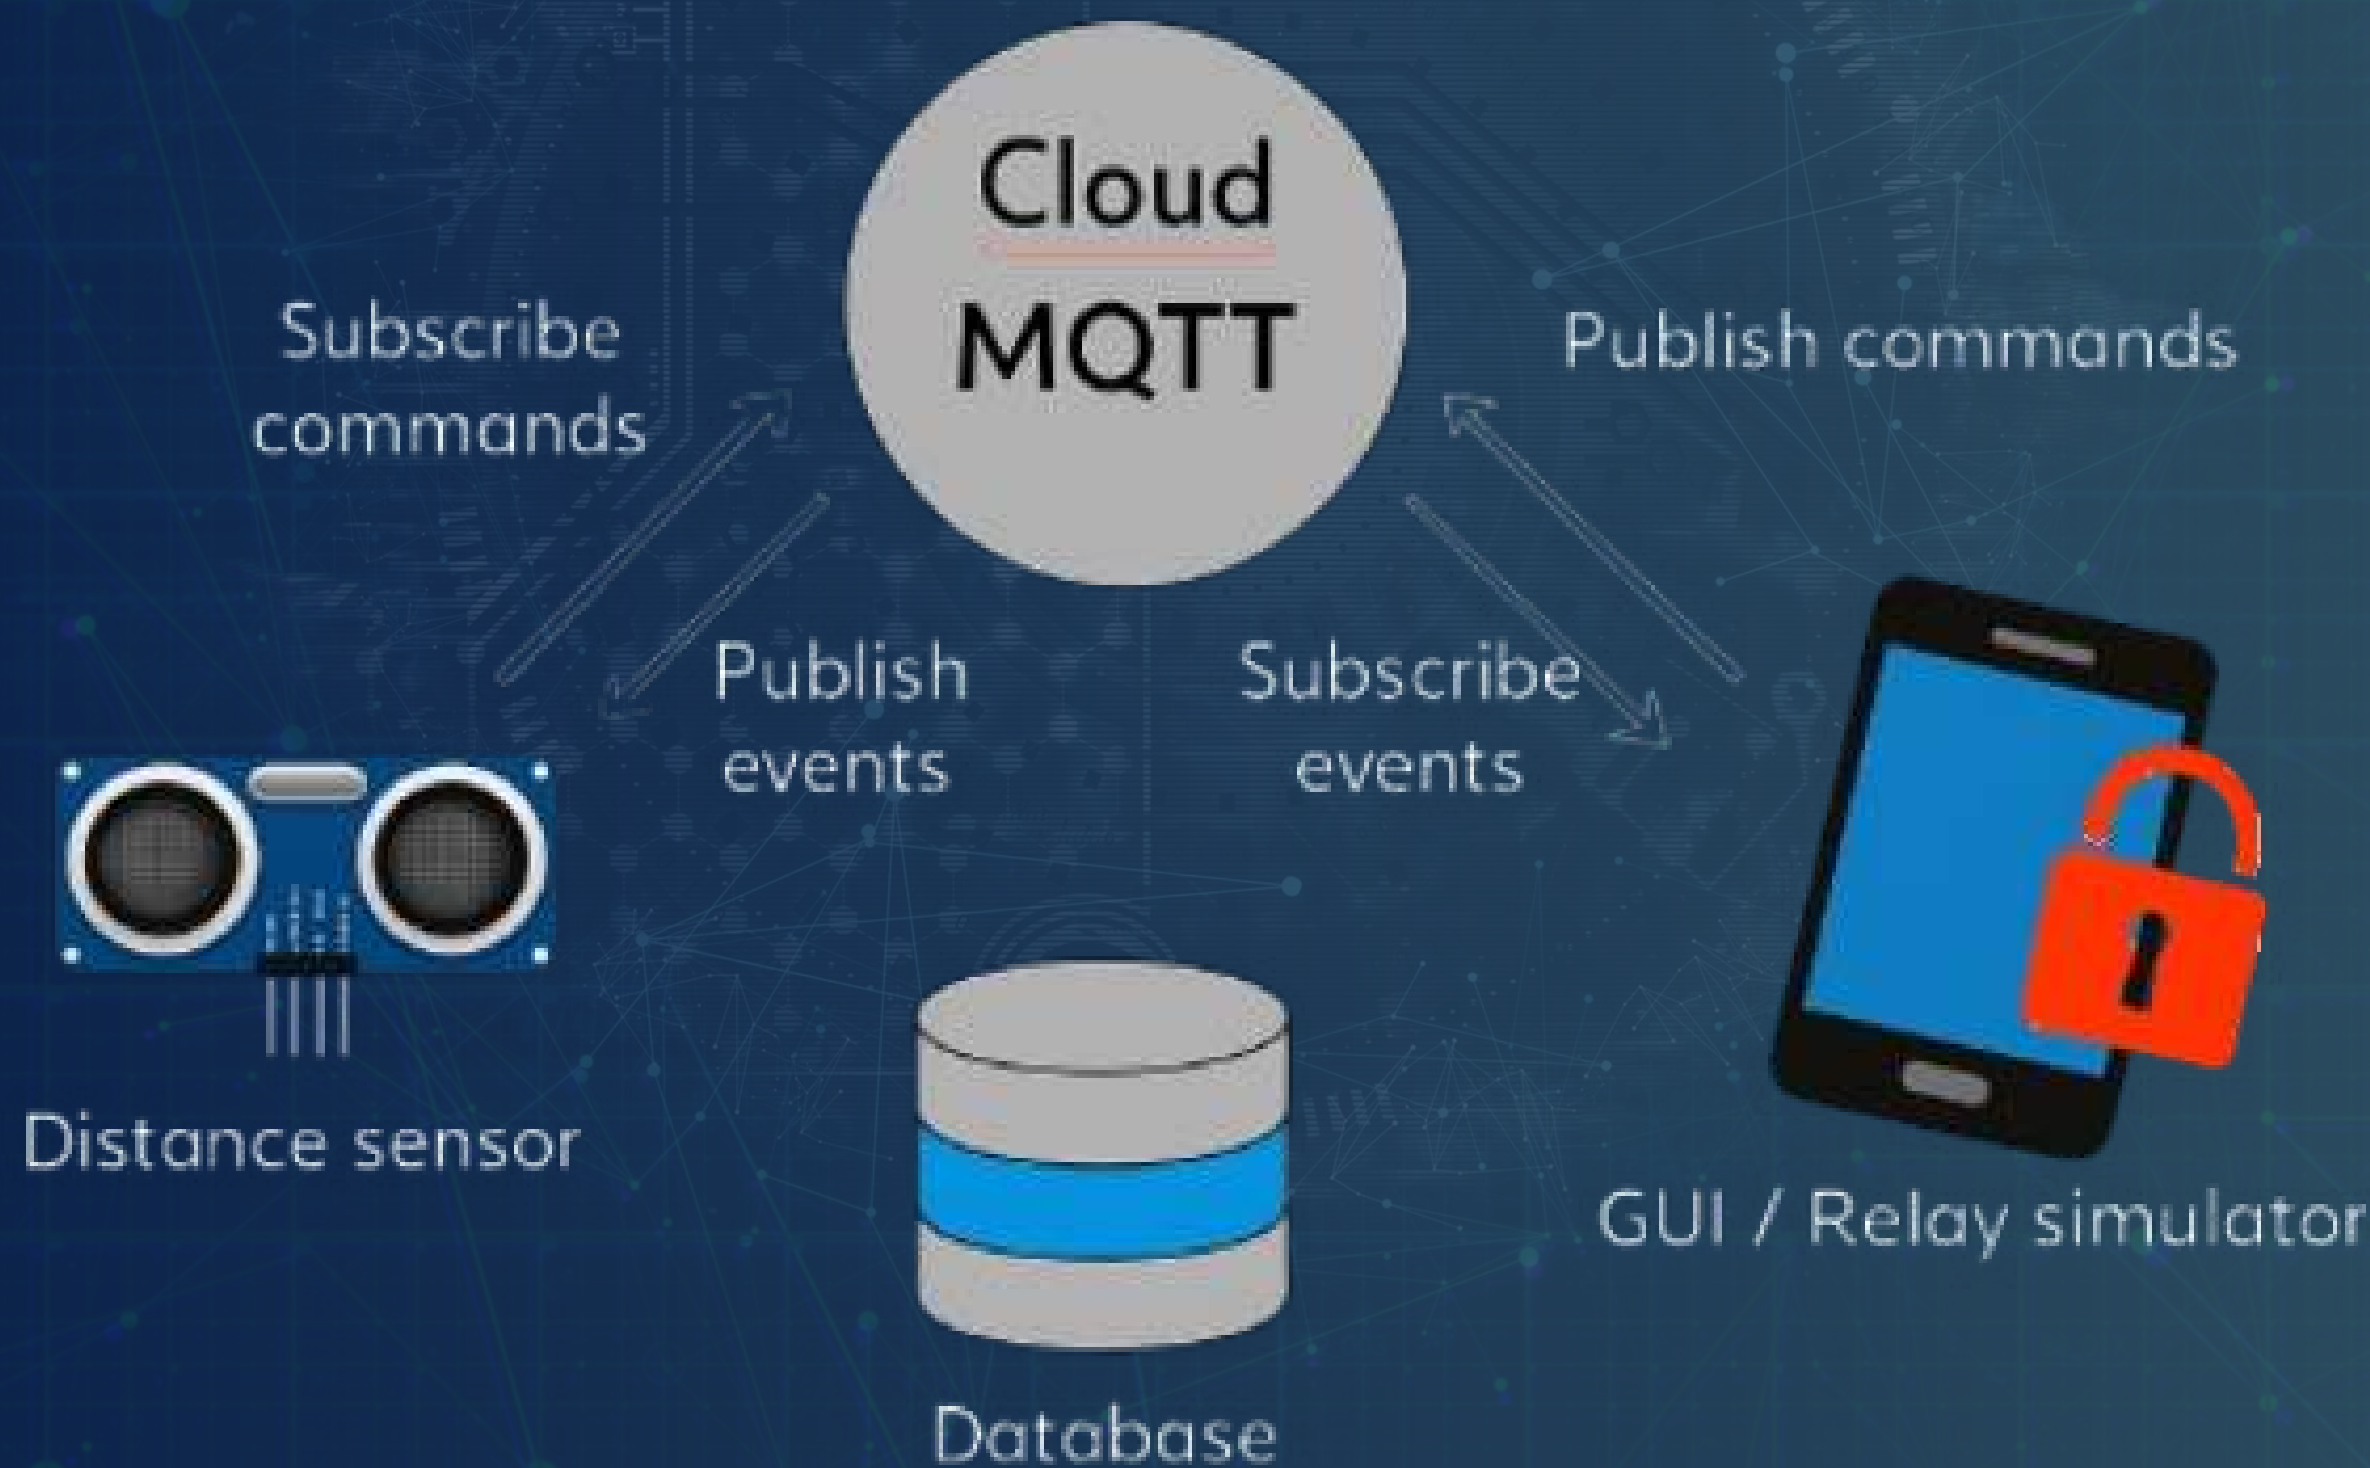 Cloud
MQTT
Subscribe
commands
Publish commands
Publish
events
Subscribe
events
Distance sensor
GUI / Relay simulator
Database